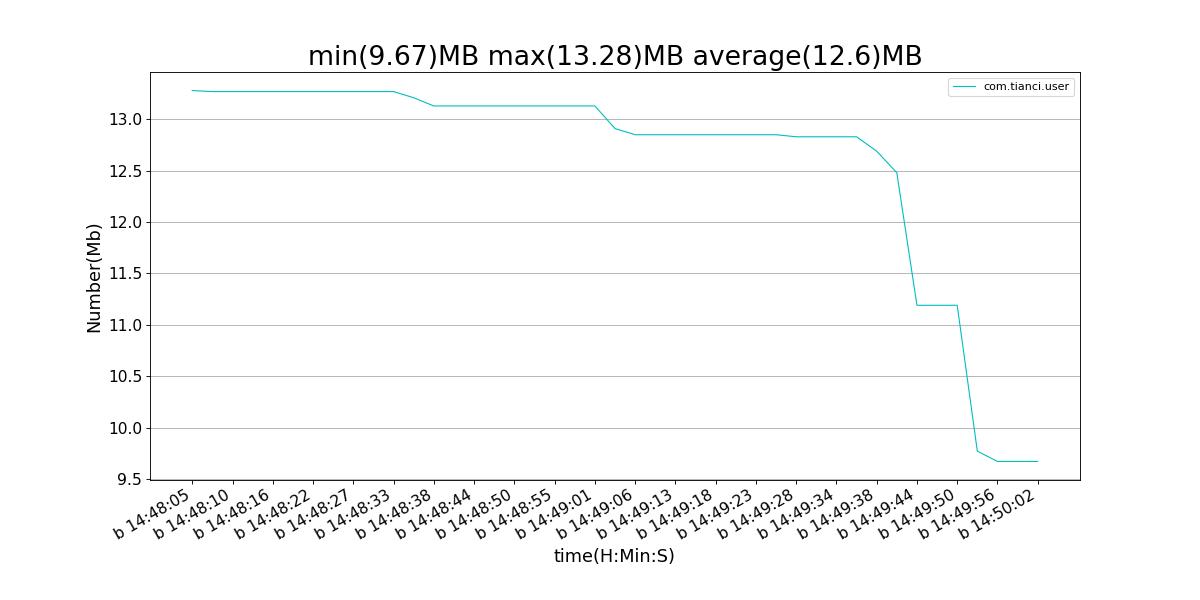 min(9.67)MB max(13.28)MB average(12.6)MB
com.tianci.user
13.0
12.5
12.0
11.5
11.0
10.5
10.0
9.5
Number(Mb)
b 14:48:05
b 14:48:10
b 14:48:16
b 14:48:22
b 14:48:27
b 14:48:33
b 14:48:38
b 14:48:44
b 14:48:50
b 14:48:55
b 14:49:01
b 14:49:06
b 14:49:13
b 14:49:18
b 14:49:23
b 14:49:28
b 14:49:34
b 14:49:38
b 14:49:44
b 14:49:50
b 14:49:56
b 14:50:02
time(H:Min:S)